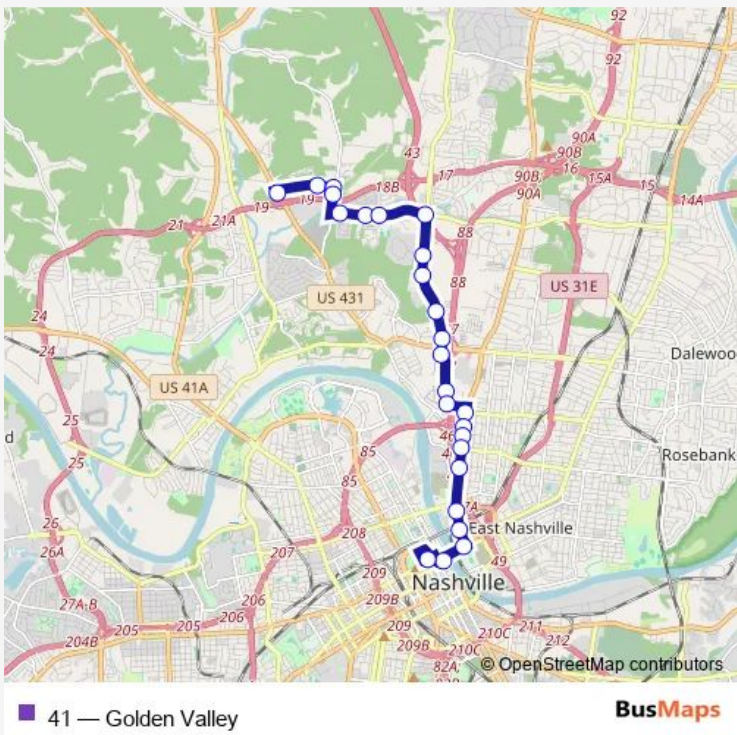 92
92
90A
43
90B
18B
17
16
90B
15A
15
90A
14A
19
19
21
21A
88
US 31E
88
US 431
24
24
7
Dalewoo
US 41A
25
46
d
85
4
Rosebank
25
85
7A
26
208
East Nashville
26A
207
49
209
Nashville
27A-B
206
209B
211
205
205
206
209
210C
212
204B
209B
210C
82A
© OpenStreetMap contributors
41 — Golden Valley
BusMaps